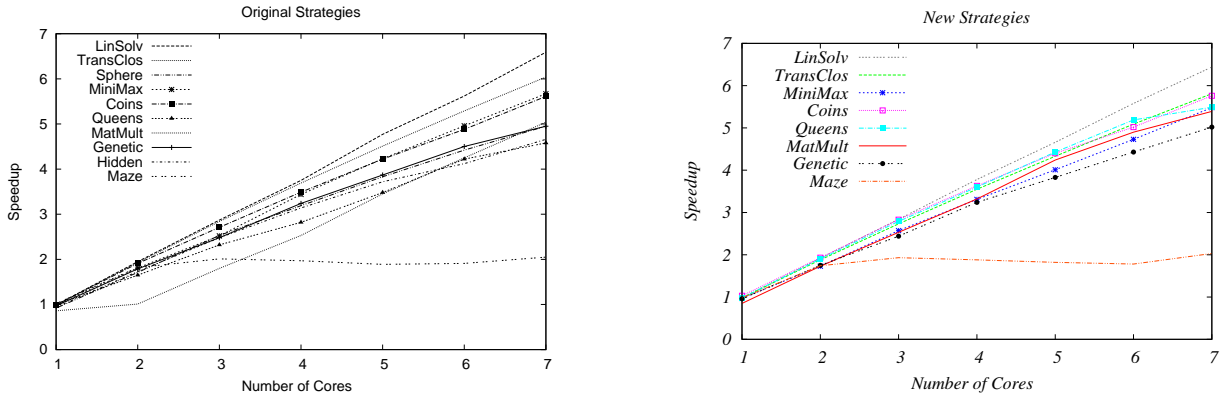 Original Strategies
Speedup
7
6
5
4
3
2
1
0
LinSolv
TransClos
Sphere
MiniMax
Coins
Queens
MatMult
Genetic
Hidden
Maze
1 2 3 4 5 6 7
Number of Cores
New Strategies
Speedup
7
6
5
4
3
2
1
0
LinSolv
TransClos
MiniMax
Coins
Queens
MatMult
Genetic
Maze
1 2 3 4 5 6 7
Number of Cores